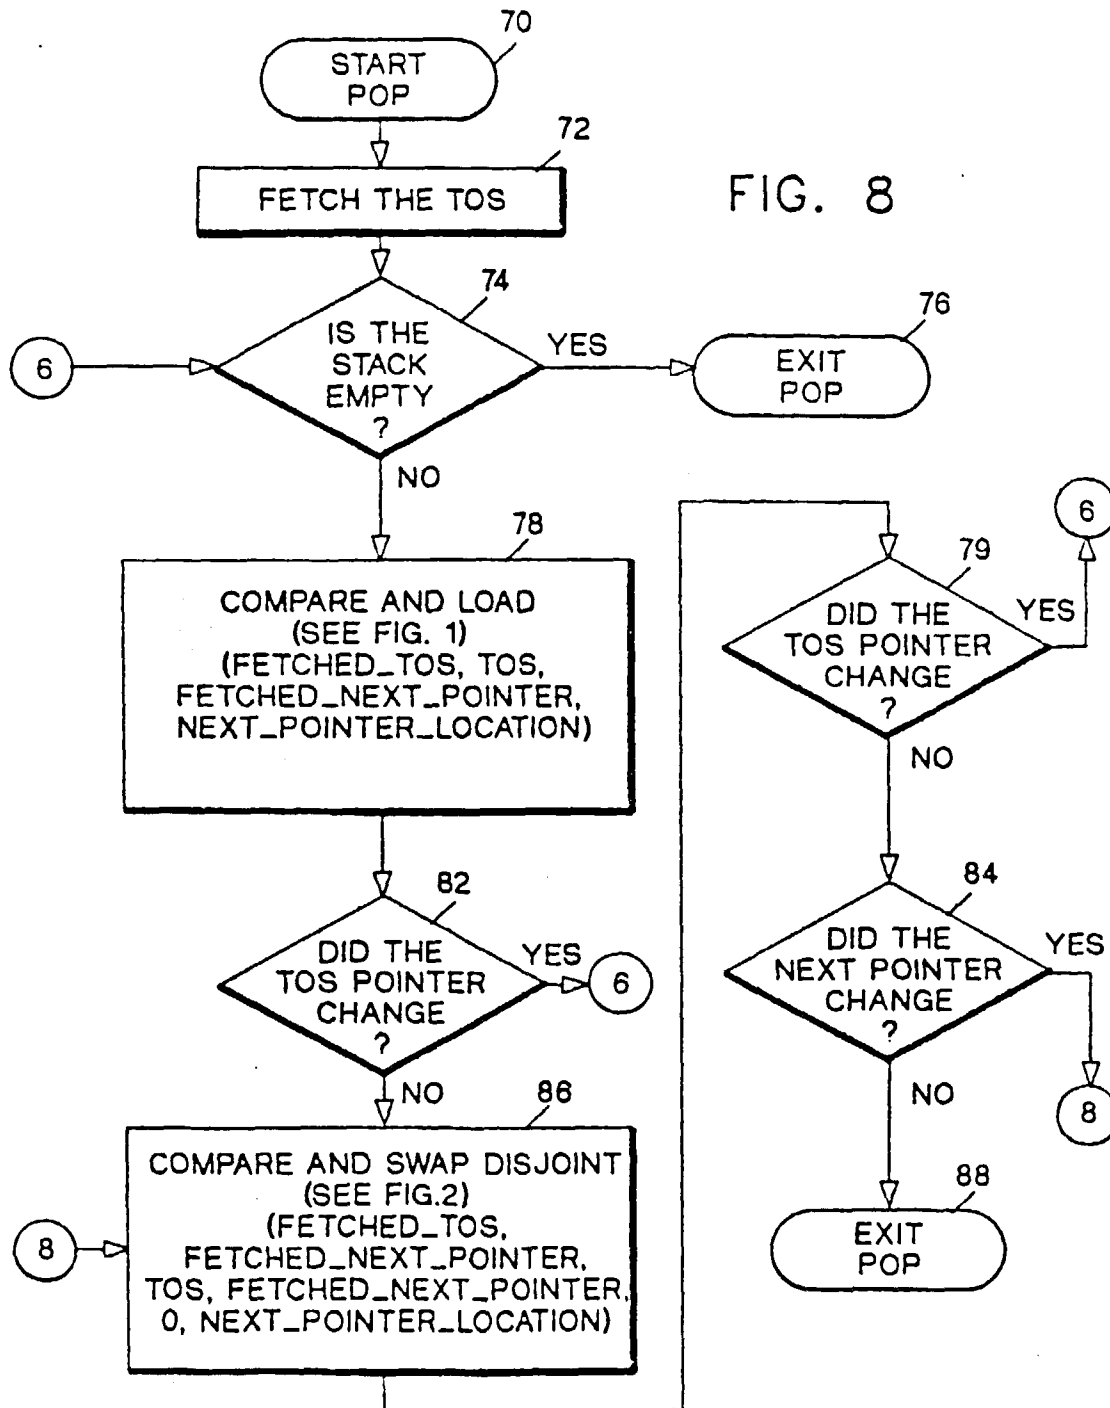 70
START
POP
72
FETCH THE TOS
FIG. 8
74
IS THE
STACK
EMPTY
?
6
YES
76
EXIT
POP
NO
78
COMPARE AND LOAD
(SEE FIG. 1)
(FETCHED_TOS, TOS,
FETCHED_NEXT_POINTER,
NEXT_POINTER_LOCATION)
82
DID THE
TOS POINTER
CHANGE
?
YES
6
NO
86
COMPARE AND SWAP DISJOINT
(SEE FIG.2)
(FETCHED_TOS,
FETCHED_NEXT_POINTER,
TOS, FETCHED_NEXT_POINTER,
0, NEXT_POINTER_LOCATION)
8
6
79
DID THE
TOS POINTER
CHANGE
?
YES
NO
84
DID THE
NEXT POINTER
CHANGE
?
YES
8
NO
88
EXIT
POP